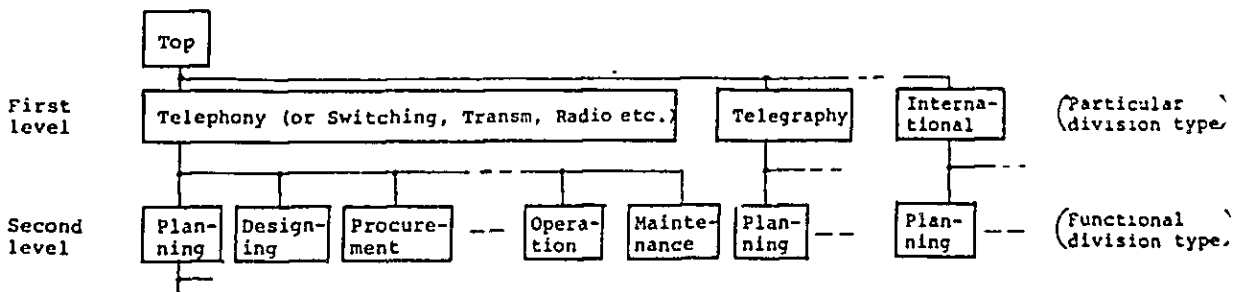 Top
First
level
Telephony (or Switching, Transm, Radio etc.)
Telegraphy
Interna-
tional
(Particular
division type)
Second
level
Plan-
ning
Design-
ing
Procure-
ment
Opera-
tion
Mainte-
nance
Plan-
ning
Plan-
ning
(Functional
division type)